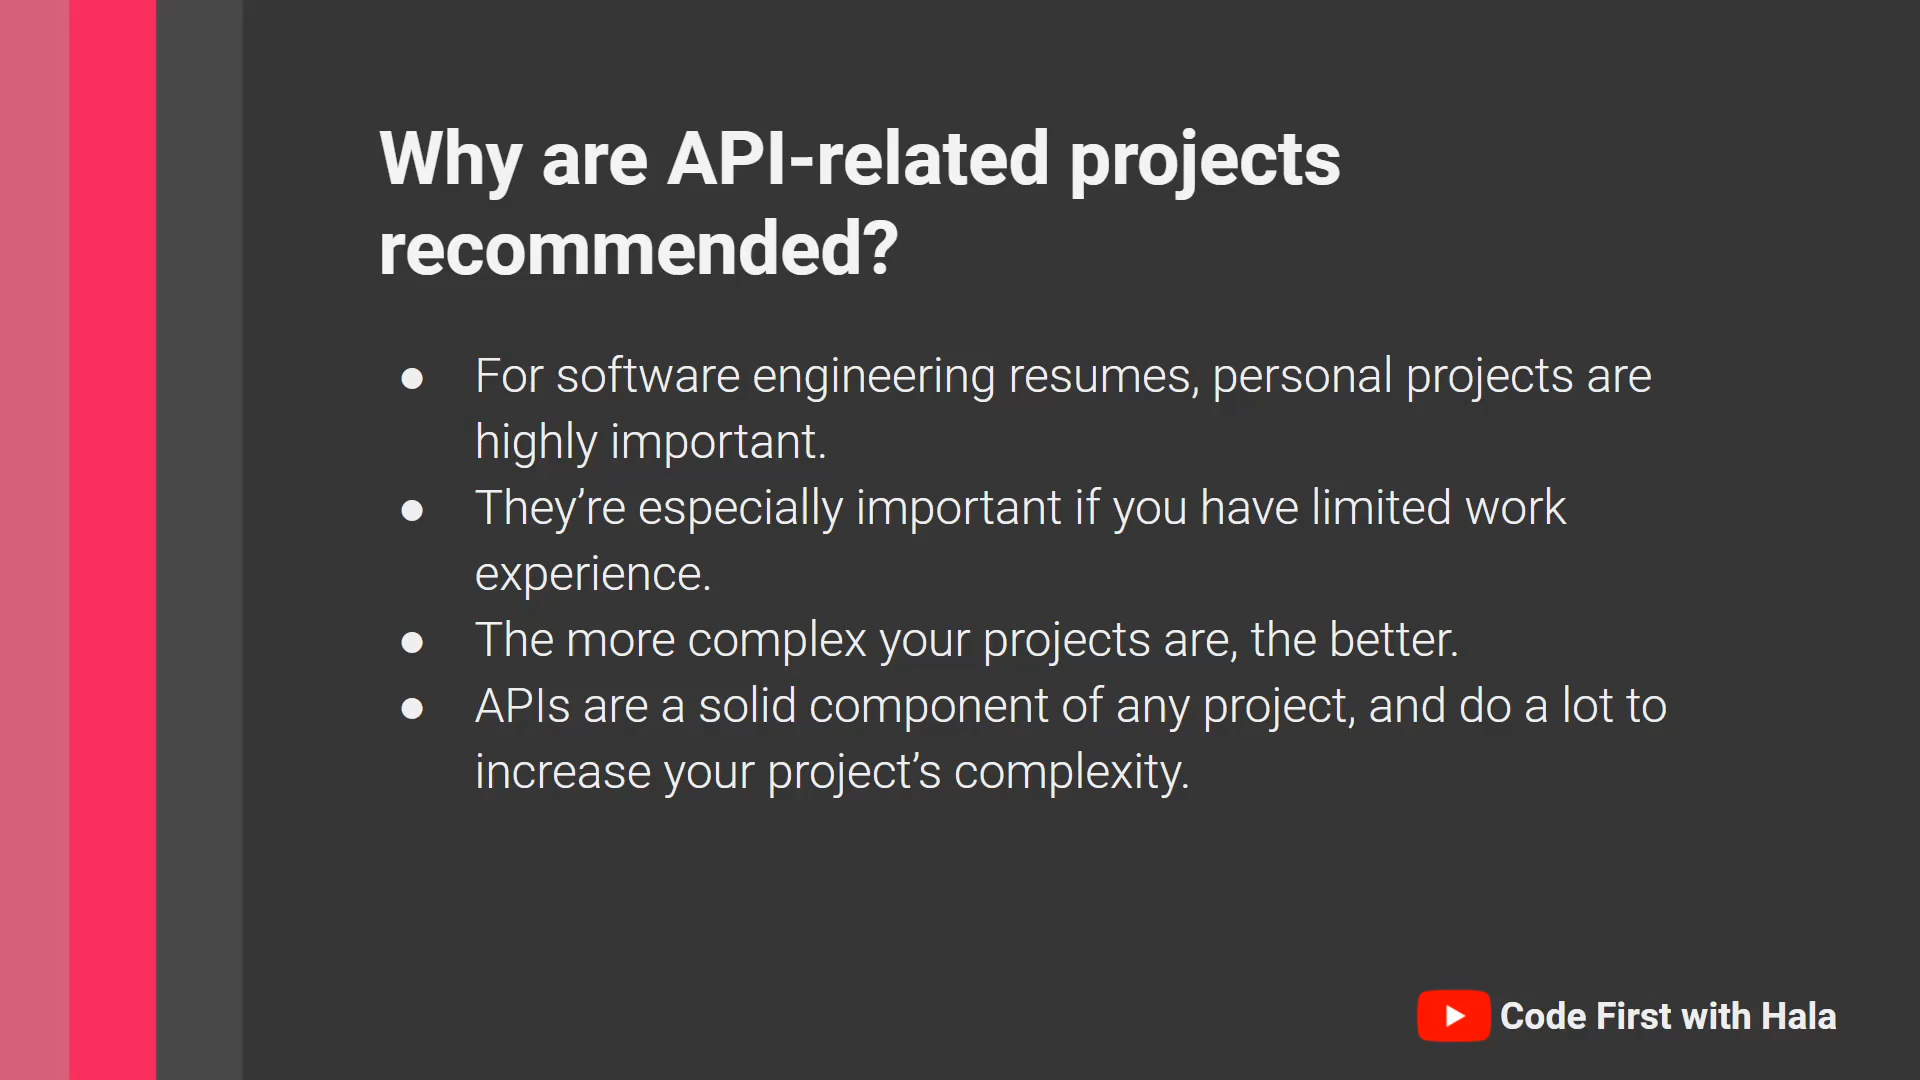 Why are API-related projects
recommended?
● For software engineering resumes, personal projects are
highly important.
● They’re especially important if you have limited work
experience.
● The more complex your projects are, the better.
● APIs are a solid component of any project, and do a lot to
increase your project’s complexity.
Code First with Hala